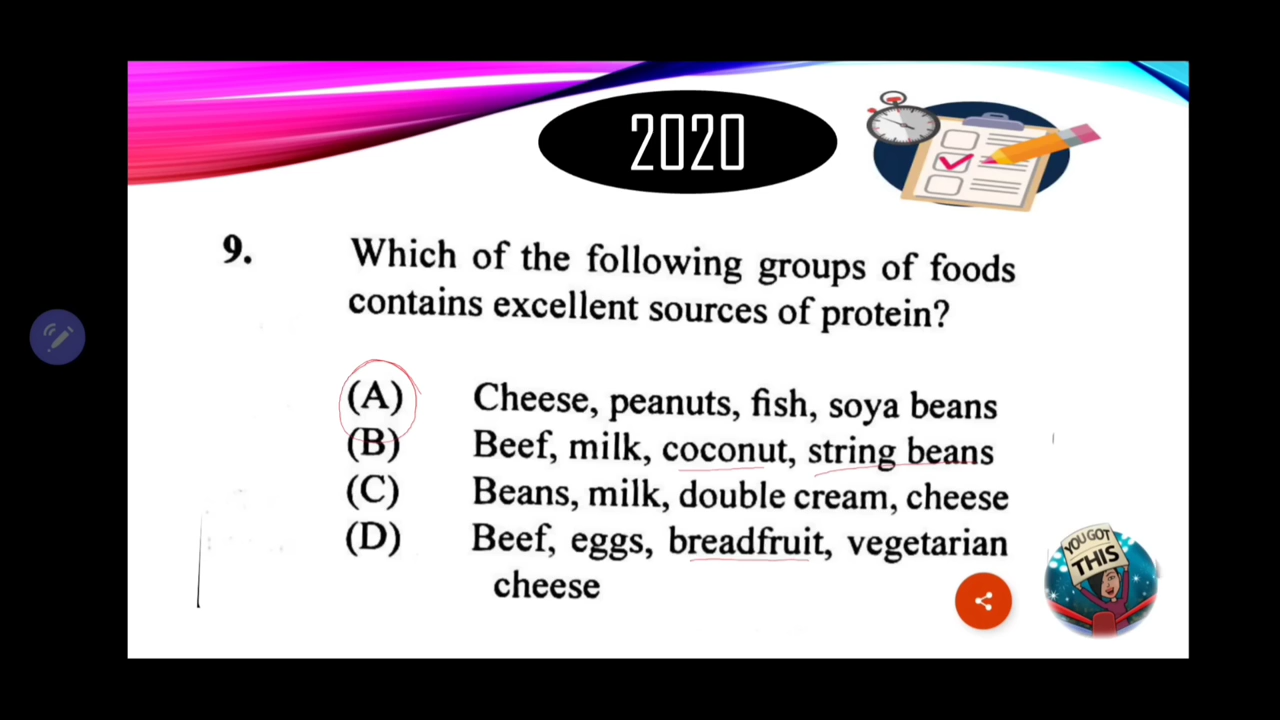 2020
9. Which of the following groups of foods
contains excellent sources of protein?
(A) Cheese, peanuts, fish, soya beans
(B) Beef, milk, coconut, string beans
(C) Beans, milk, double cream, cheese
(D) Beef, eggs, breadfruit, vegetarian
cheese
YOU GOT
THIS